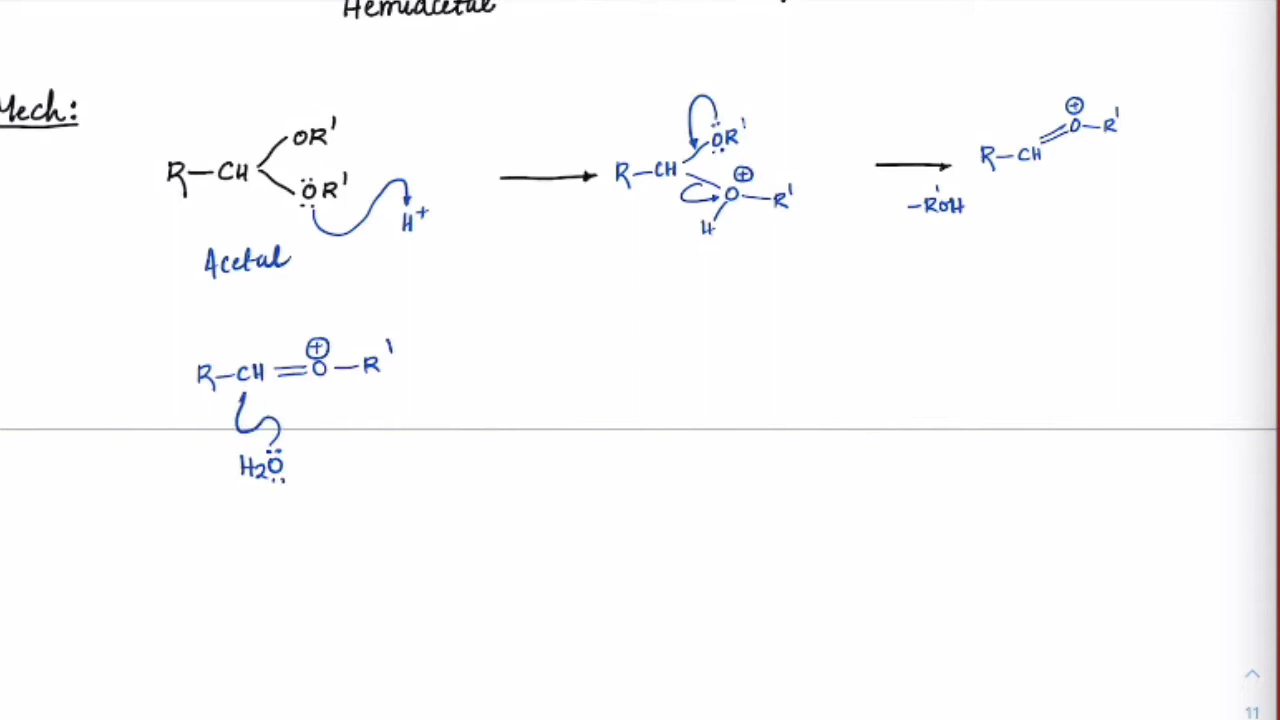 Hemiacetal
Mech:
R-CH OR' ÖR' H+
R-CH ÖR' ⊕ O-R' H
-R'OH
R-CH=O-R' ⊕
Acetal
R-CH=O-R' ⊕
H2Ö
11